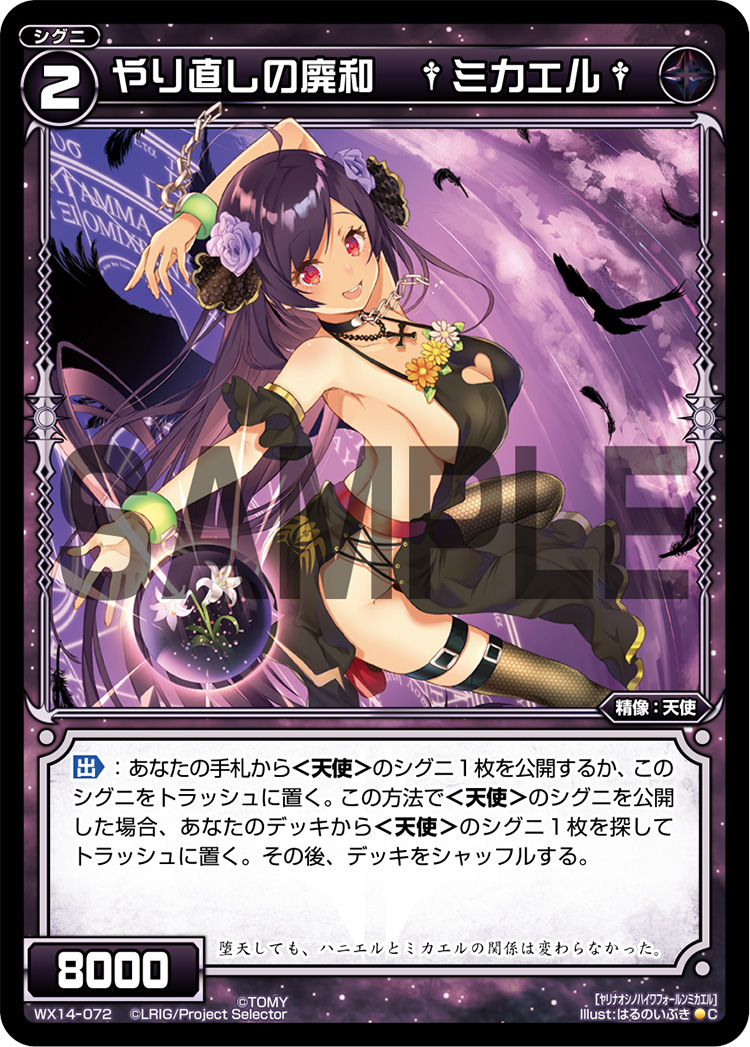 シグニ
2
やり直しの廃和 †ミカエル†
SAMPLE
精像：天使
出：あなたの手札から＜天使＞のシグニ１枚を公開するか、この
シグニをトラッシュに置く。この方法で＜天使＞のシグニを公開
した場合、あなたのデッキから＜天使＞のシグニ１枚を探して
トラッシュに置く。その後、デッキをシャッフルする。
堕天しても、ハニエルとミカエルの関係は変わらなかった。
8000
©TOMY
WX14-072 ©LRIG/Project Selector
［ヤリナオシノハイワフォールンミカエル］
Illust:はるのいぶき C